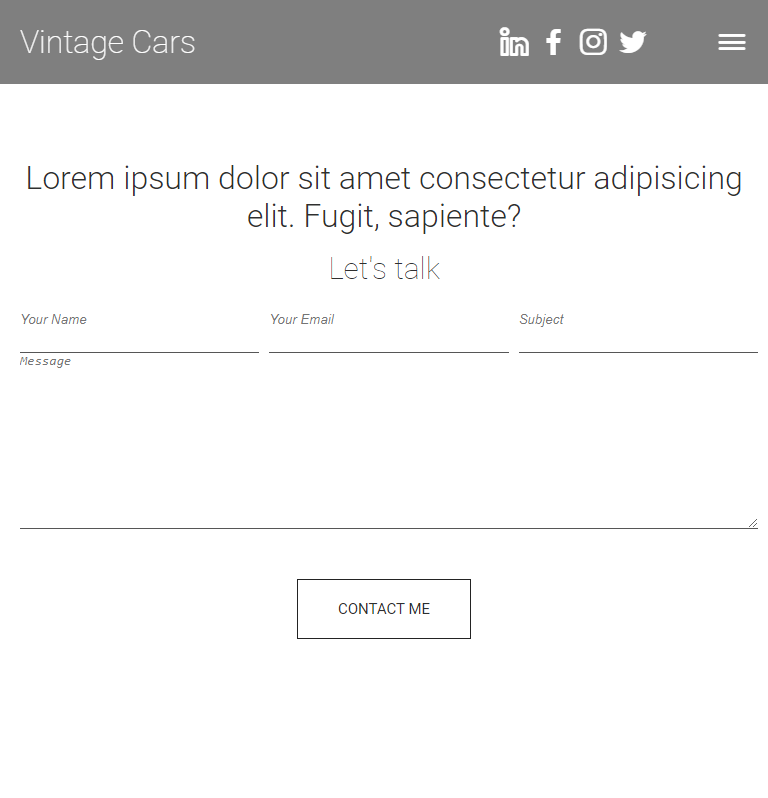 Vintage Cars
Lorem ipsum dolor sit amet consectetur adipisicing
elit. Fugit, sapiente?
Let's talk
Your Name
Your Email
Subject
Message
CONTACT ME